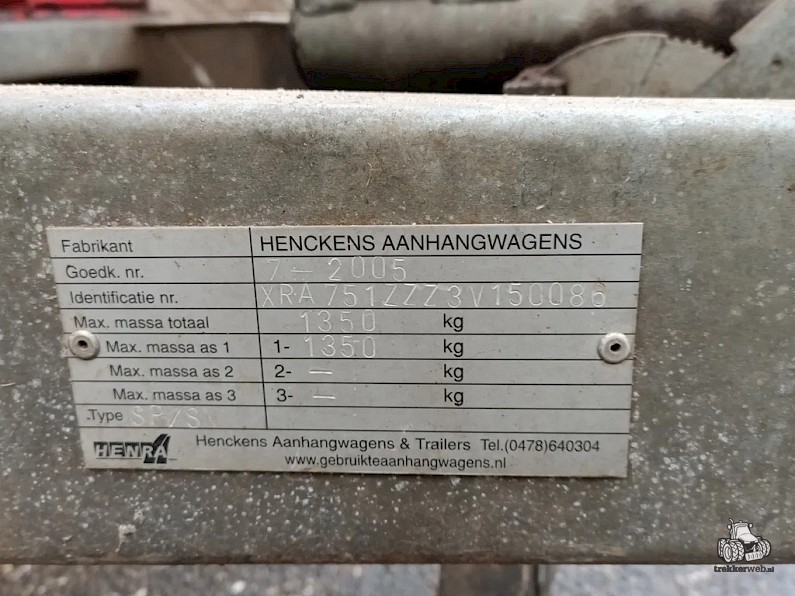 Fabrikant HENCKENS AANHANGWAGENS
Goedk. nr. 7-2005
Identificatie nr. XRA751ZZZ3V150086
Max. massa totaal 1350 kg
Max. massa as 1 1- 1350 kg
Max. massa as 2 2- — kg
Max. massa as 3 3- — kg
Type
HENRA Henckens Aanhangwagens & Trailers Tel.(0478)640304
www.gebruikteaanhangwagens.nl
trekkerweb.nl